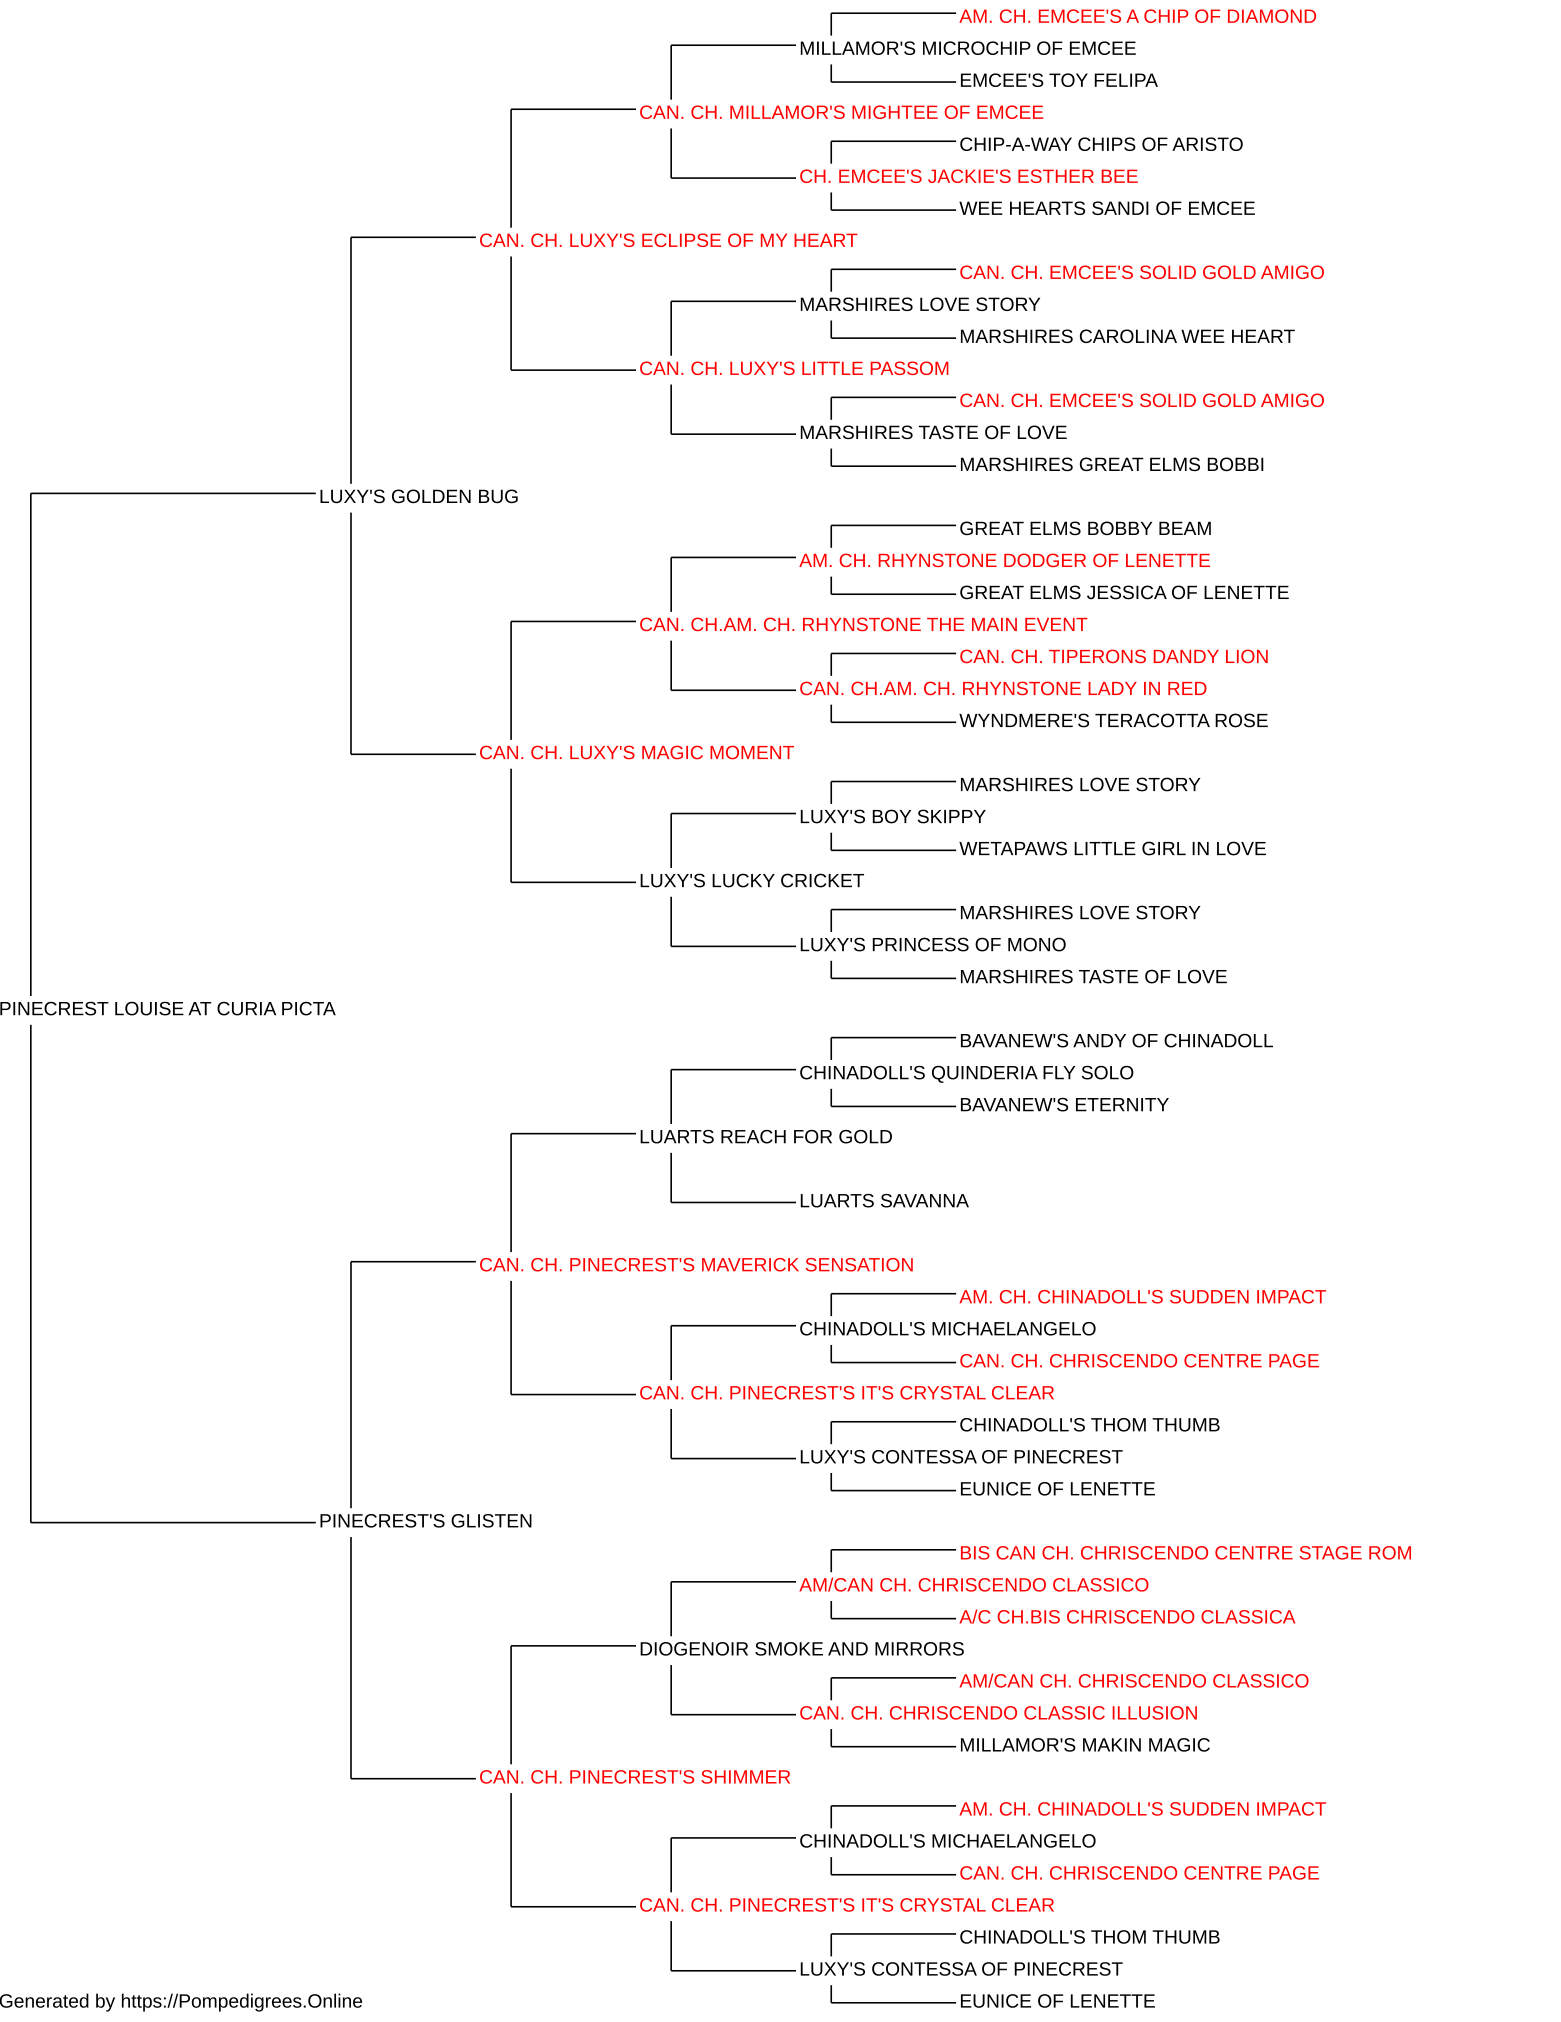 AM. CH. EMCEE'S A CHIP OF DIAMOND
MILLAMOR'S MICROCHIP OF EMCEE
EMCEE'S TOY FELIPA
CAN. CH. MILLAMOR'S MIGHTEE OF EMCEE
CHIP-A-WAY CHIPS OF ARISTO
CH. EMCEE'S JACKIE'S ESTHER BEE
WEE HEARTS SANDI OF EMCEE
CAN. CH. LUXY'S ECLIPSE OF MY HEART
CAN. CH. EMCEE'S SOLID GOLD AMIGO
MARSHIRES LOVE STORY
MARSHIRES CAROLINA WEE HEART
CAN. CH. LUXY'S LITTLE PASSOM
CAN. CH. EMCEE'S SOLID GOLD AMIGO
MARSHIRES TASTE OF LOVE
MARSHIRES GREAT ELMS BOBBI
LUXY'S GOLDEN BUG
GREAT ELMS BOBBY BEAM
AM. CH. RHYNSTONE DODGER OF LENETTE
GREAT ELMS JESSICA OF LENETTE
CAN. CH.AM. CH. RHYNSTONE THE MAIN EVENT
CAN. CH. TIPERONS DANDY LION
CAN. CH.AM. CH. RHYNSTONE LADY IN RED
WYNDMERE'S TERACOTTA ROSE
CAN. CH. LUXY'S MAGIC MOMENT
MARSHIRES LOVE STORY
LUXY'S BOY SKIPPY
WETAPAWS LITTLE GIRL IN LOVE
LUXY'S LUCKY CRICKET
MARSHIRES LOVE STORY
LUXY'S PRINCESS OF MONO
MARSHIRES TASTE OF LOVE
PINECREST LOUISE AT CURIA PICTA
BAVANEW'S ANDY OF CHINADOLL
CHINADOLL'S QUINDERIA FLY SOLO
BAVANEW'S ETERNITY
LUARTS REACH FOR GOLD
LUARTS SAVANNA
CAN. CH. PINECREST'S MAVERICK SENSATION
AM. CH. CHINADOLL'S SUDDEN IMPACT
CHINADOLL'S MICHAELANGELO
CAN. CH. CHRISCENDO CENTRE PAGE
CAN. CH. PINECREST'S IT'S CRYSTAL CLEAR
CHINADOLL'S THOM THUMB
LUXY'S CONTESSA OF PINECREST
EUNICE OF LENETTE
PINECREST'S GLISTEN
BIS CAN CH. CHRISCENDO CENTRE STAGE ROM
AM/CAN CH. CHRISCENDO CLASSICO
A/C CH.BIS CHRISCENDO CLASSICA
DIOGENOIR SMOKE AND MIRRORS
AM/CAN CH. CHRISCENDO CLASSICO
CAN. CH. CHRISCENDO CLASSIC ILLUSION
MILLAMOR'S MAKIN MAGIC
CAN. CH. PINECREST'S SHIMMER
AM. CH. CHINADOLL'S SUDDEN IMPACT
CHINADOLL'S MICHAELANGELO
CAN. CH. CHRISCENDO CENTRE PAGE
CAN. CH. PINECREST'S IT'S CRYSTAL CLEAR
CHINADOLL'S THOM THUMB
LUXY'S CONTESSA OF PINECREST
EUNICE OF LENETTE
Generated by https://Pompedigrees.Online